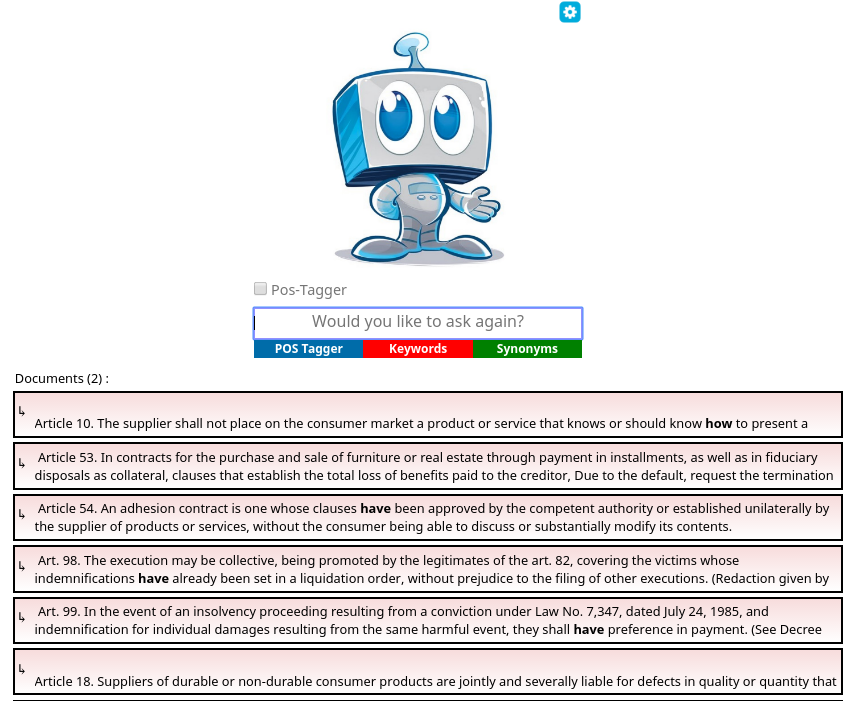 Pos-Tagger
Would you like to ask again?
POS Tagger Keywords Synonyms
Documents (2) :
↳
Article 10. The supplier shall not place on the consumer market a product or service that knows or should know how to present a
↳ Article 53. In contracts for the purchase and sale of furniture or real estate through payment in installments, as well as in fiduciary
disposals as collateral, clauses that establish the total loss of benefits paid to the creditor, Due to the default, request the termination
↳ Article 54. An adhesion contract is one whose clauses have been approved by the competent authority or established unilaterally by
the supplier of products or services, without the consumer being able to discuss or substantially modify its contents.
↳ Art. 98. The execution may be collective, being promoted by the legitimates of the art. 82, covering the victims whose
indemnifications have already been set in a liquidation order, without prejudice to the filing of other executions. (Redaction given by
↳ Art. 99. In the event of an insolvency proceeding resulting from a conviction under Law No. 7,347, dated July 24, 1985, and
indemnification for individual damages resulting from the same harmful event, they shall have preference in payment. (See Decree
↳
Article 18. Suppliers of durable or non-durable consumer products are jointly and severally liable for defects in quality or quantity that